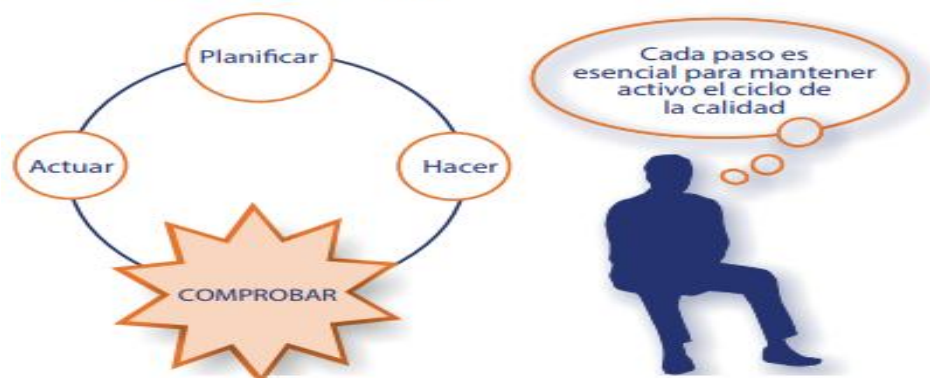 Planificar
Actuar
Hacer
COMPROBAR
Cada paso es
esencial para mantener
activo el ciclo de
la calidad